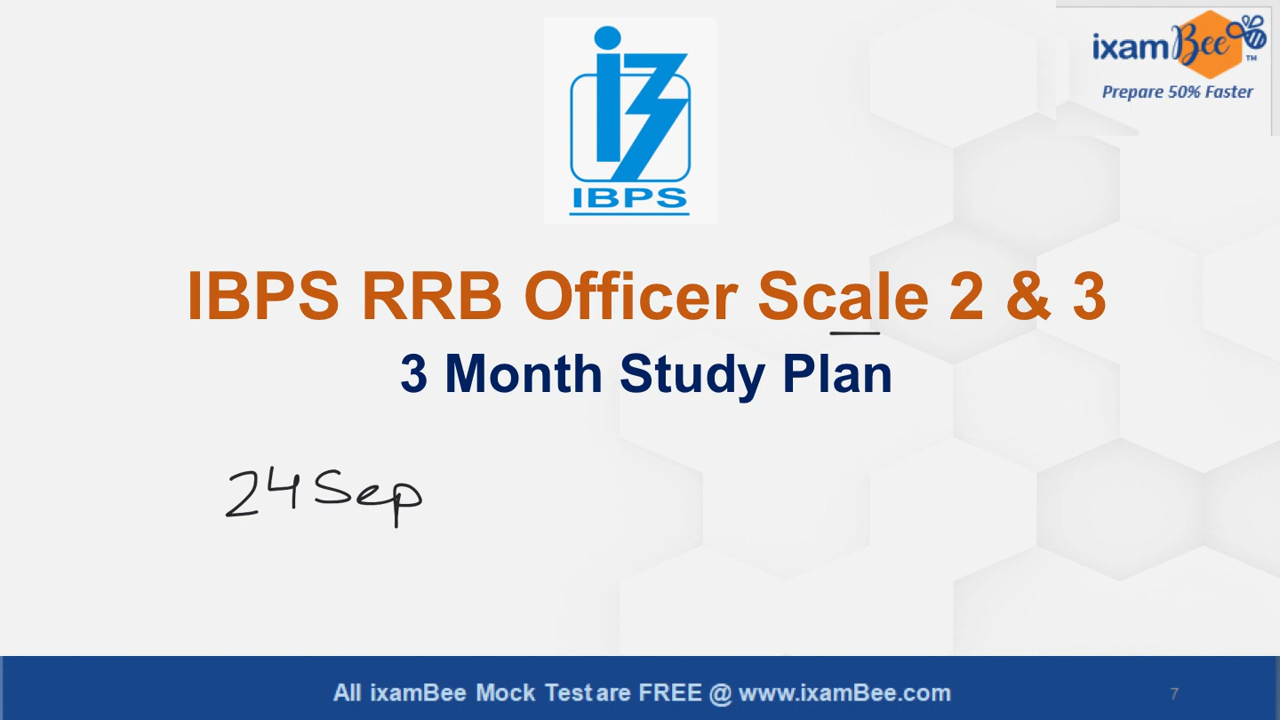 ixamBee TM
Prepare 50% Faster
IBPS
IBPS RRB Officer Scale 2 & 3
3 Month Study Plan
24 Sep
All ixamBee Mock Test are FREE @ www.ixamBee.com
7